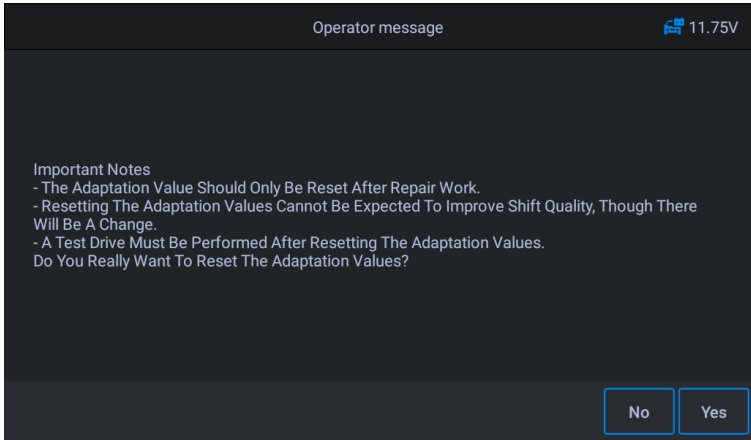 Operator message
11.75V
Important Notes
- The Adaptation Value Should Only Be Reset After Repair Work.
- Resetting The Adaptation Values Cannot Be Expected To Improve Shift Quality, Though There
Will Be A Change.
- A Test Drive Must Be Performed After Resetting The Adaptation Values.
Do You Really Want To Reset The Adaptation Values?
No
Yes